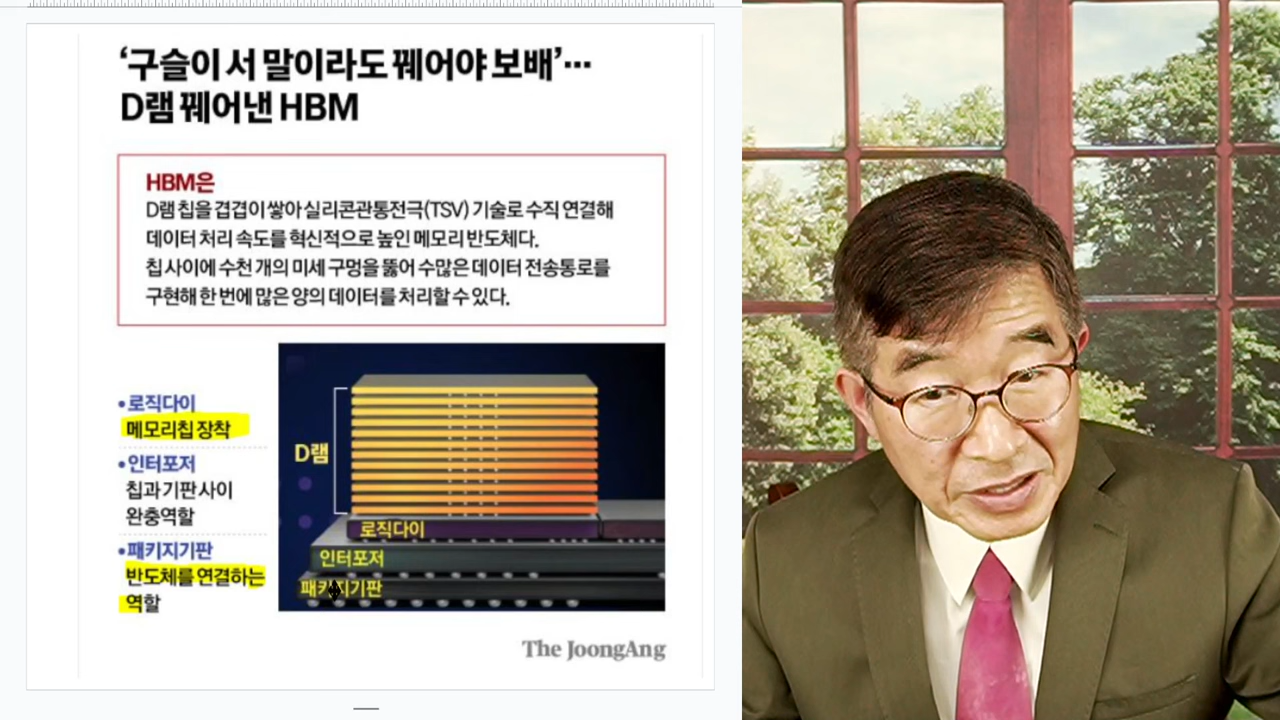 ‘구슬이 서 말이라도 꿰어야 보배’…
D램 꿰어낸 HBM
HBM은
D램 칩을 겹겹이 쌓아 실리콘관통전극(TSV) 기술로 수직 연결해
데이터 처리 속도를 혁신적으로 높인 메모리 반도체다.
칩 사이에 수천 개의 미세 구멍을 뚫어 수많은 데이터 전송통로를
구현해 한 번에 많은 양의 데이터를 처리할 수 있다.
•로직다이
메모리칩 장착
•인터포저
칩과 기판 사이
완충역할
•패키지기판
반도체를 연결하는
역할
D램
로직다이
인터포저
패키지기판
The JoongAng